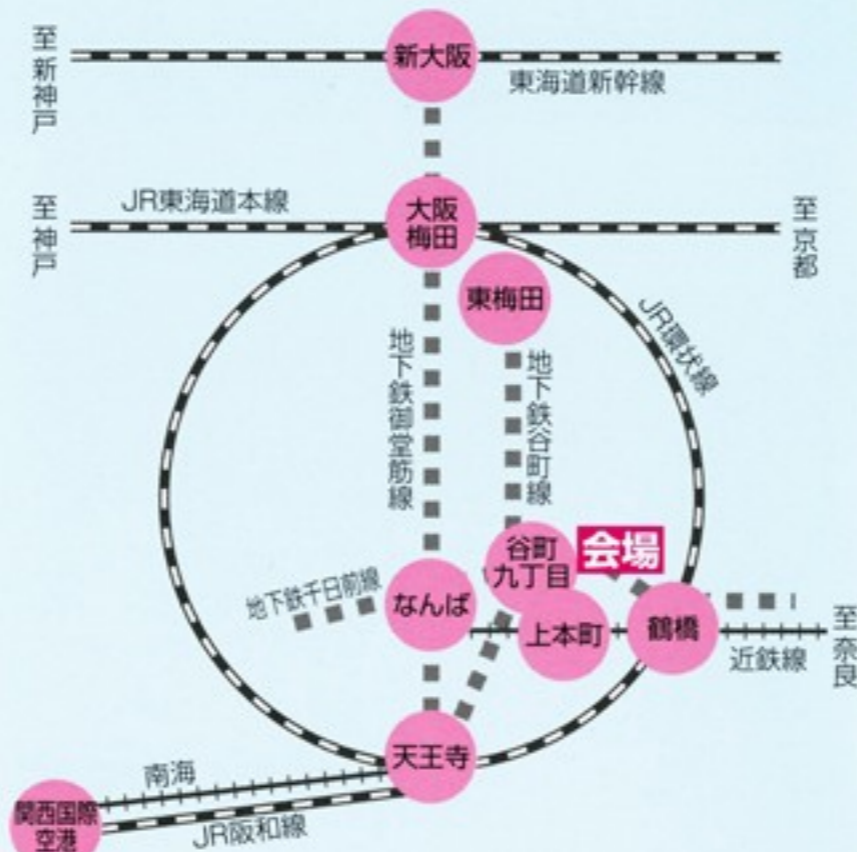 至新神戸
新大阪
東海道新幹線
至神戸
JR東海道本線
大阪
梅田
至京都
東梅田
JR環状線
地下鉄御堂筋線
地下鉄谷町線
谷町
九丁目
会場
地下鉄千日前線
なんば
上本町
鶴橋
至奈良
近鉄線
天王寺
南海
関西国際
空港
JR阪和線